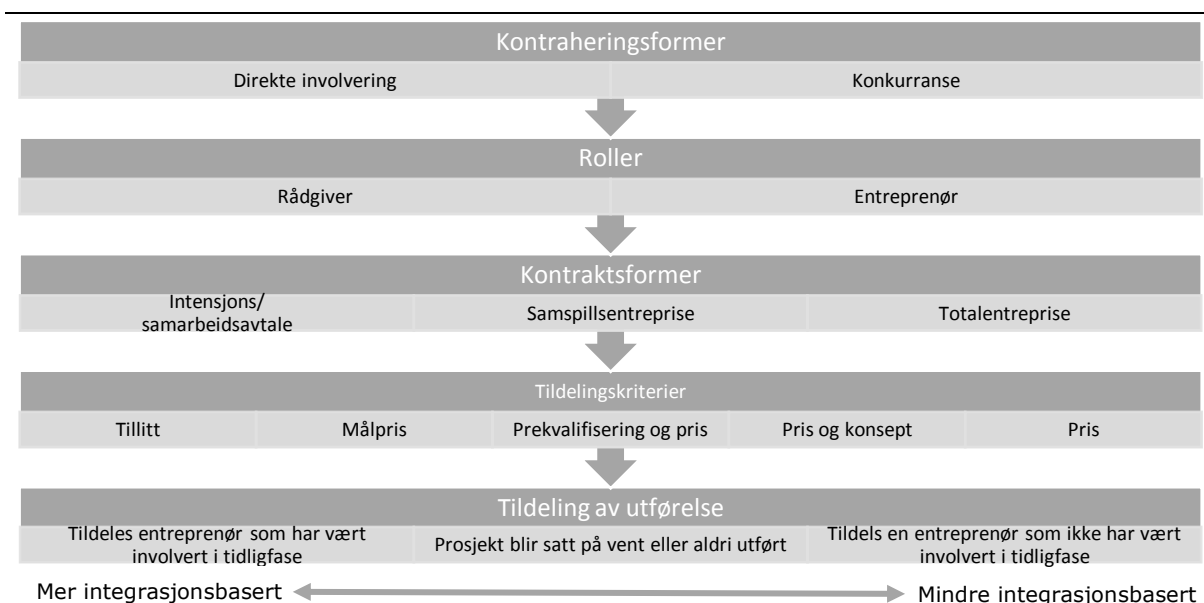 Kontraheringsformer
Direkte involvering
Konkurranse
Roller
Rådgiver
Entreprenør
Kontraktsformer
Intensjons/
samarbeidsavtale
Samspillsentreprise
Totalentreprise
Tildelingskriterier
Tillitt
Målpris
Prekvalifisering og pris
Pris og konsept
Pris
Tildeling av utførelse
Tildeles entreprenør som har vært
involvert i tidligfase
Prosjekt blir satt på vent eller aldri utført
Tildels en entreprenør som ikke har vært
involvert i tidligfase
Mer integrasjonsbasert
Mindre integrasjonsbasert